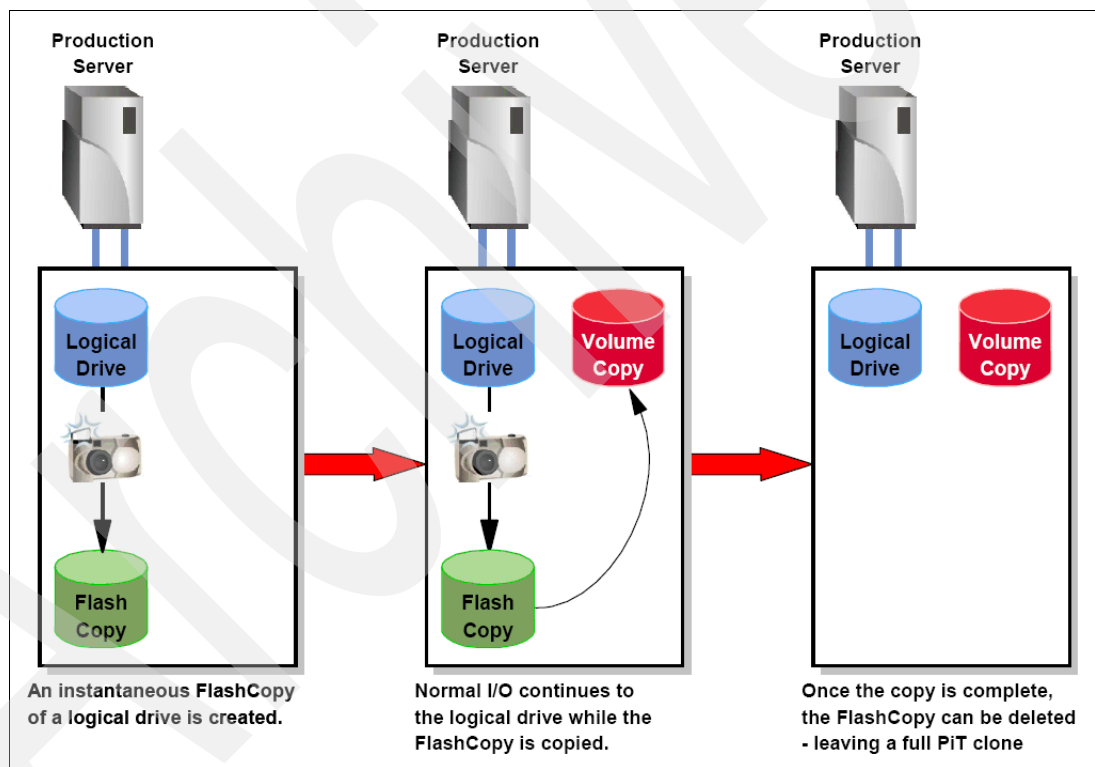 Production
Server
Production
Server
Production
Server
Logical
Drive
Flash
Copy
Logical
Drive
Volume
Copy
Flash
Copy
Logical
Drive
Volume
Copy
An instantaneous FlashCopy
of a logical drive is created.
Normal I/O continues to
the logical drive while the
FlashCopy is copied.
Once the copy is complete,
the FlashCopy can be deleted
- leaving a full PiT clone